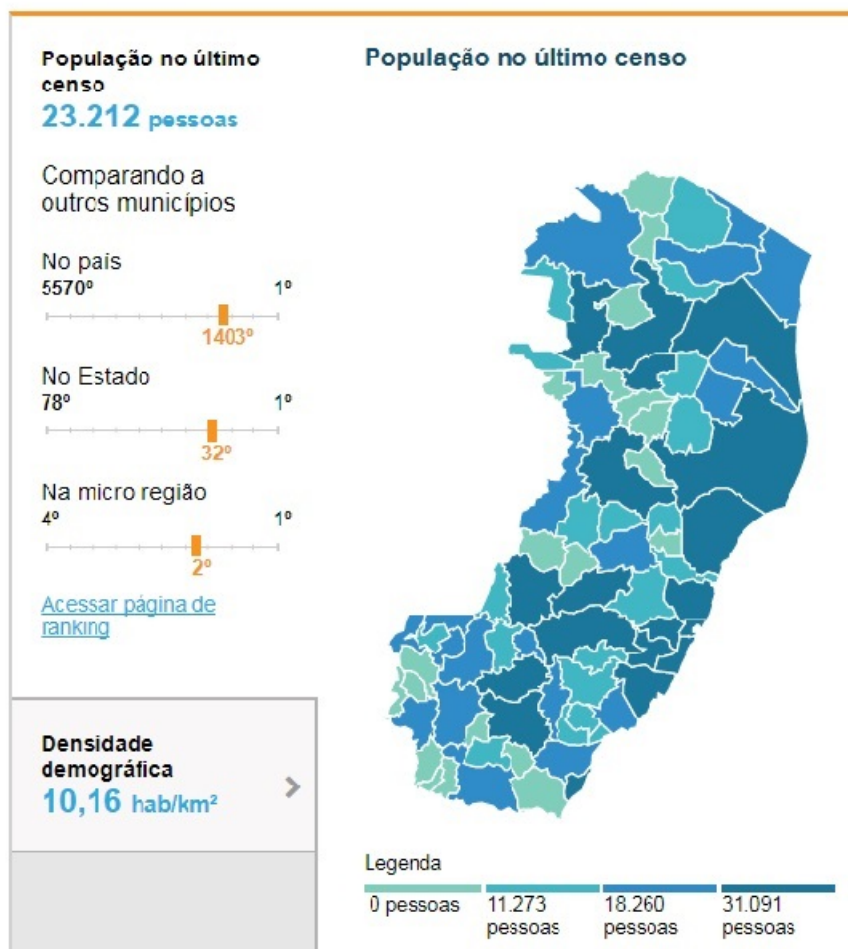 População no último
censo
23.212 pessoas
Comparando a
outros municípios
No país
5570º 1º
1403º
No Estado
78º 1º
32º
Na micro região
4º 1º
2º
Acessar página de
ranking
Densidade
demográfica
10,16 hab/km²
População no último censo
Legenda
0 pessoas
11.273
pessoas
18.260
pessoas
31.091
pessoas